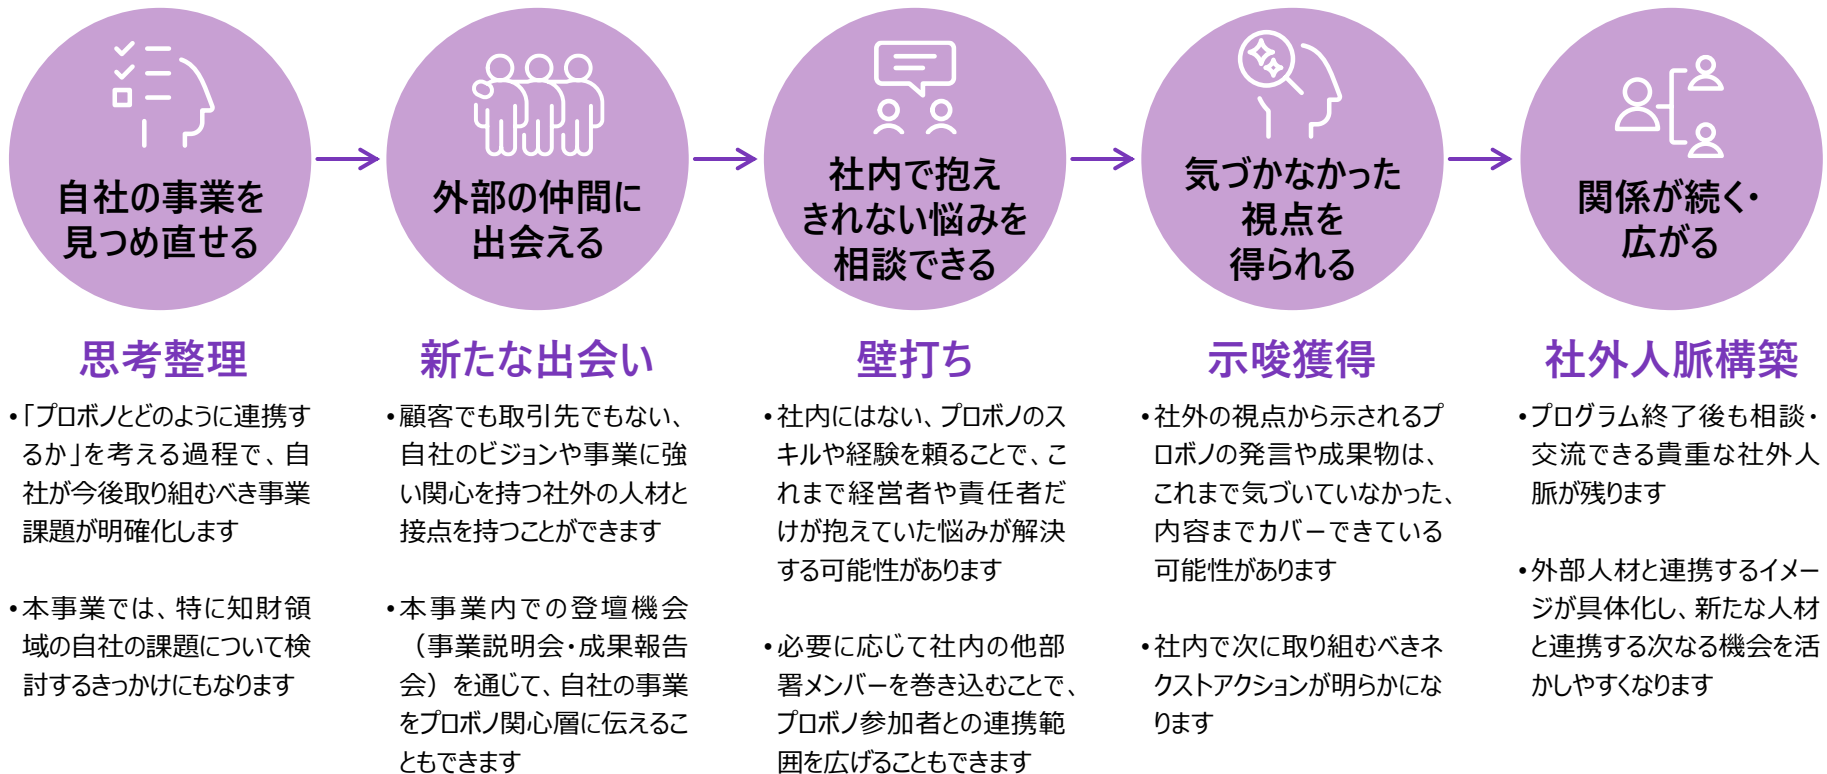 自社の事業を
見つめ直せる
外部の仲間に
出会える
社内で抱え
きれない悩みを
相談できる
気づかなかった
視点を
得られる
関係が続く・
広がる
思考整理
•「プロボノとどのように連携す
るか」を考える過程で、自
社が今後取り組むべき事業
課題が明確化します
•本事業では、特に知財領
域の自社の課題について検
討するきっかけにもなります
新たな出会い
•顧客でも取引先でもない、
自社のビジョンや事業に強
い関心を持つ社外の人材と
接点を持つことができます
•本事業内での登壇機会
（事業説明会・成果報告
会）を通じて、自社の事業
をプロボノ関心層に伝えるこ
ともできます
壁打ち
•社内にはない、プロボノのス
キルや経験を頼ることで、こ
れまで経営者や責任者だ
けが抱えていた悩みが解決
する可能性があります
•必要に応じて社内の他部
署メンバーを巻き込むことで、
プロボノ参加者との連携範
囲を広げることもできます
示唆獲得
•社外の視点から示されるプ
ロボノの発言や成果物は、
これまで気づいていなかった、
内容までカバーできている
可能性があります
•社内で次に取り組むべきネ
クストアクションが明らかにな
ります
社外人脈構築
•プログラム終了後も相談・
交流できる貴重な社外人
脈が残ります
•外部人材と連携するイメー
ジが具体化し、新たな人材
と連携する次なる機会を活
かしやすくなります